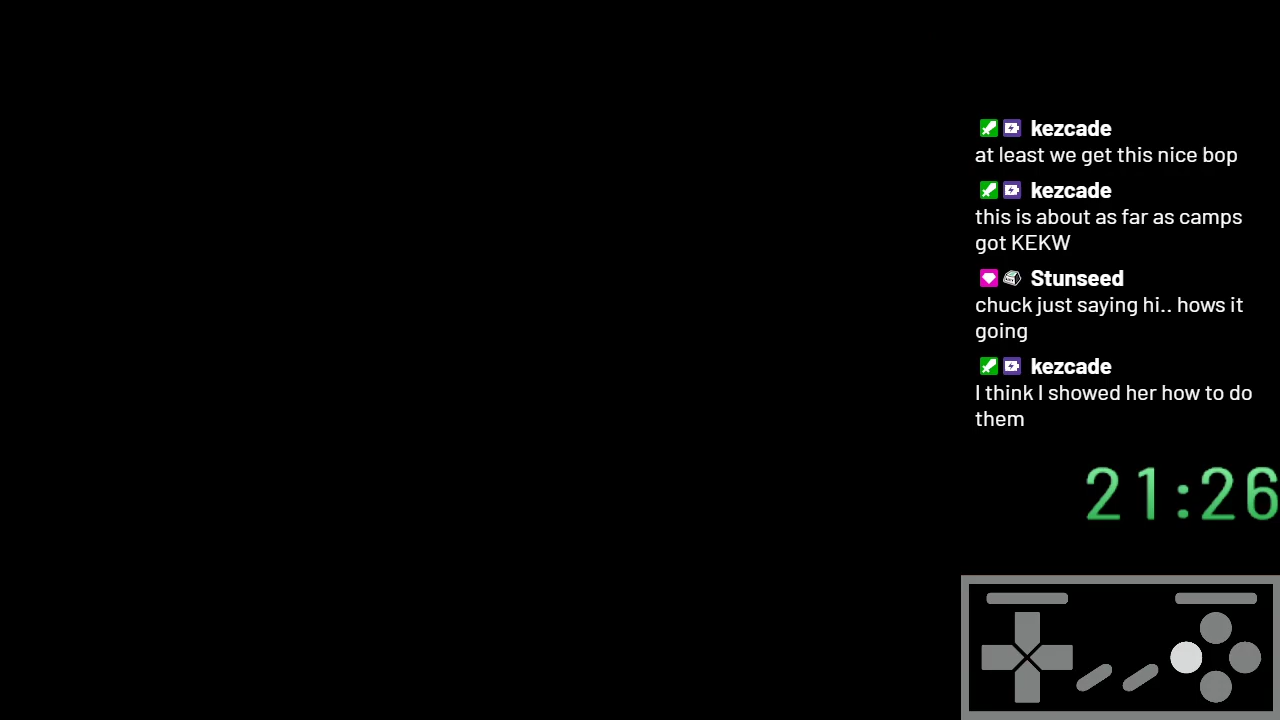 kezcade
at least we get this nice bop
kezcade
this is about as far as camps
got KEKW
Stunseed
chuck just saying hi.. hows it
going
kezcade
I think I showed her how to do
them
21:26